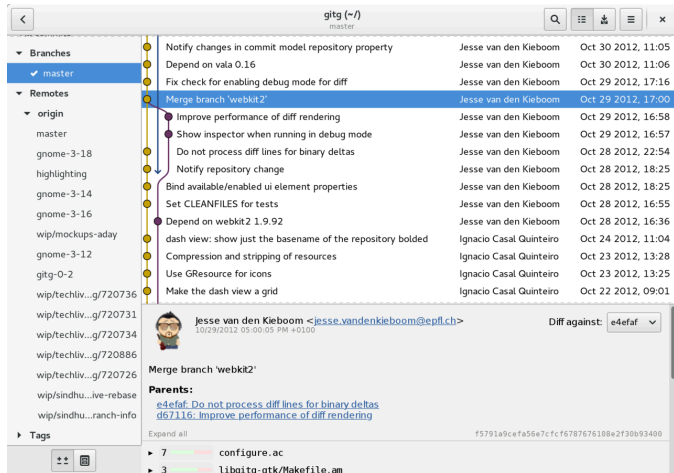 gitg (~/)
master
Branches
master
Remotes
origin
master
gnome-3-18
highlighting
gnome-3-14
gnome-3-16
wip/mockups-aday
gnome-3-12
gitg-0-2
wip/techliv...g/720736
wip/techliv...g/720731
wip/techliv...g/720734
wip/techliv...g/720886
wip/techliv...g/720726
wip/sindhu...ive-rebase
wip/sindhu...ranch-info
Tags
Notify changes in commit model repository property Jesse van den Kieboom Oct 30 2012, 11:05
Depend on vala 0.16 Jesse van den Kieboom Oct 30 2012, 11:06
Fix check for enabling debug mode for diff Jesse van den Kieboom Oct 29 2012, 17:16
Merge branch 'webkit2' Jesse van den Kieboom Oct 29 2012, 17:00
Improve performance of diff rendering Jesse van den Kieboom Oct 29 2012, 16:58
Show inspector when running in debug mode Jesse van den Kieboom Oct 29 2012, 16:57
Do not process diff lines for binary deltas Jesse van den Kieboom Oct 28 2012, 22:54
Notify repository change Jesse van den Kieboom Oct 28 2012, 18:25
Bind available/enabled ui element properties Jesse van den Kieboom Oct 28 2012, 18:25
Set CLEANFILES for tests Jesse van den Kieboom Oct 28 2012, 16:55
Depend on webkit2 1.9.92 Jesse van den Kieboom Oct 28 2012, 16:36
dash view: show just the basename of the repository bolded Ignacio Casal Quinteiro Oct 24 2012, 11:04
Compression and stripping of resources Ignacio Casal Quinteiro Oct 23 2012, 13:28
Use GResource for icons Ignacio Casal Quinteiro Oct 23 2012, 13:25
Make the dash view a grid Ignacio Casal Quinteiro Oct 22 2012, 09:01
Jesse van den Kieboom <jesse.vandenkieboom@epfl.ch> Diff against: e4efaf
10/29/2012 05:00:05 PM +0100
Merge branch 'webkit2'
Parents:
e4efaf: Do not process diff lines for binary deltas
d67116: Improve performance of diff rendering
Expand all f5791a9cefa56e7cfcf6787676108e2f30b93400
7 configure.ac
3 libgitg-gtk/Makefile.am